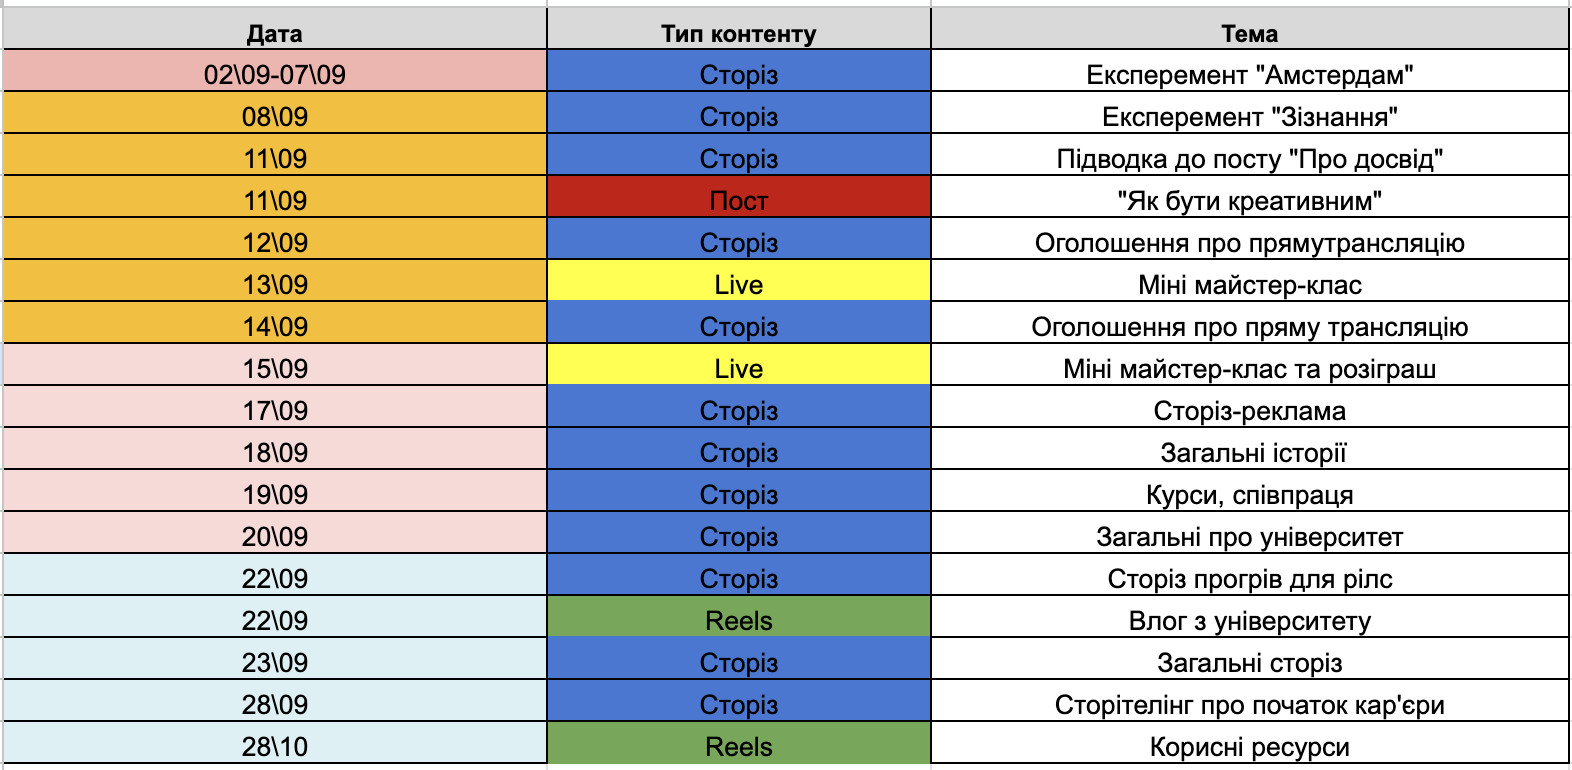 Дата Тип контенту Тема
02\09-07\09 Сторіз Експеремент "Амстердам"
08\09 Сторіз Експеремент "Зізнання"
11\09 Сторіз Підводка до посту "Про досвід"
11\09 Пост "Як бути креативним"
12\09 Сторіз Оголошення про прямутрансляцію
13\09 Live Міні майстер-клас
14\09 Сторіз Оголошення про пряму трансляцію
15\09 Live Міні майстер-клас та розіграш
17\09 Сторіз Сторіз-реклама
18\09 Сторіз Загальні історії
19\09 Сторіз Курси, співпраця
20\09 Сторіз Загальні про університет
22\09 Сторіз Сторіз прогрів для рілс
22\09 Reels Влог з університету
23\09 Сторіз Загальні сторіз
28\09 Сторіз Сторітелінг про початок кар'єри
28\10 Reels Корисні ресурси